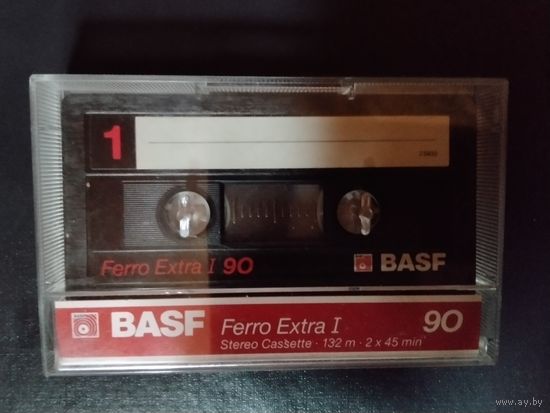 1
Ferro Extra I 90
BASF
BASF
Ferro Extra I
90
Stereo Cassette · 132 m · 2 x 45 min
www.ay.by